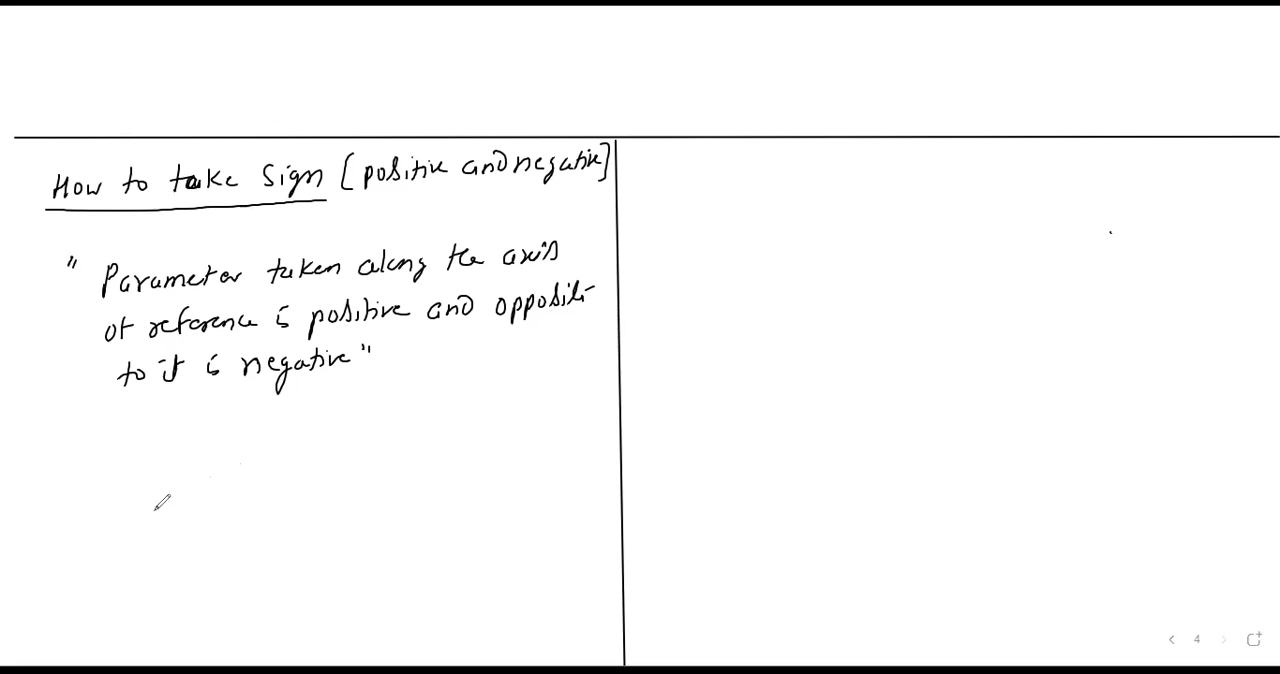 How to take Sign [positive and negative]
" Parameter taken along the axis
of reference is positive and opposite
to it is negative"
4